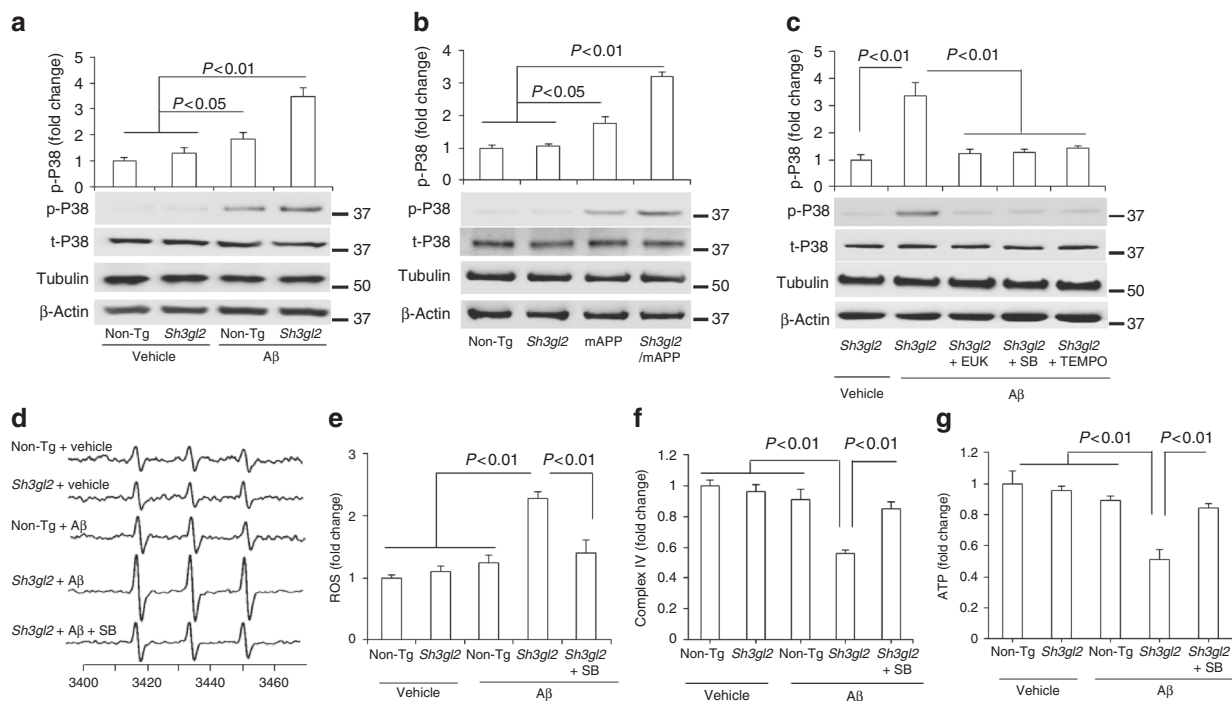 a
p-P38 (fold change)
5
4
3
2
1
0
P<0.01
P<0.05
p-P38
37
t-P38
37
Tubulin
50
β-Actin
37
Non-Tg Sh3gl2 Non-Tg Sh3gl2
Vehicle Aβ
b
p-P38 (fold change)
4
3
2
1
0
P<0.01
P<0.05
p-P38
37
t-P38
37
Tubulin
50
β-Actin
37
Non-Tg Sh3gl2 mAPP Sh3gl2
/mAPP
c
p-P38 (fold change)
5
4
3
2
1
0
P<0.01 P<0.01
p-P38
37
t-P38
37
Tubulin
50
β-Actin
37
Sh3gl2 Sh3gl2 Sh3gl2 Sh3gl2 Sh3gl2
+ EUK + SB + TEMPO
Vehicle Aβ
d
Non-Tg + vehicle
Sh3gl2 + vehicle
Non-Tg + Aβ
Sh3gl2 + Aβ
Sh3gl2 + Aβ + SB
3400 3420 3440 3460
e
ROS (fold change)
3
2
1
0
P<0.01 P<0.01
Non-Tg Sh3gl2 Non-Tg Sh3gl2 Sh3gl2
+ SB
Vehicle Aβ
f
Complex IV (fold change)
1.2
1
0.8
0.6
0.4
0.2
0
P<0.01 P<0.01
Non-Tg Sh3gl2 Non-Tg Sh3gl2 Sh3gl2
+ SB
Vehicle Aβ
g
ATP (fold change)
1.2
1
0.8
0.6
0.4
0.2
0
P<0.01 P<0.01
Non-Tg Sh3gl2 Non-Tg Sh3gl2 Sh3gl2
+ SB
Vehicle Aβ